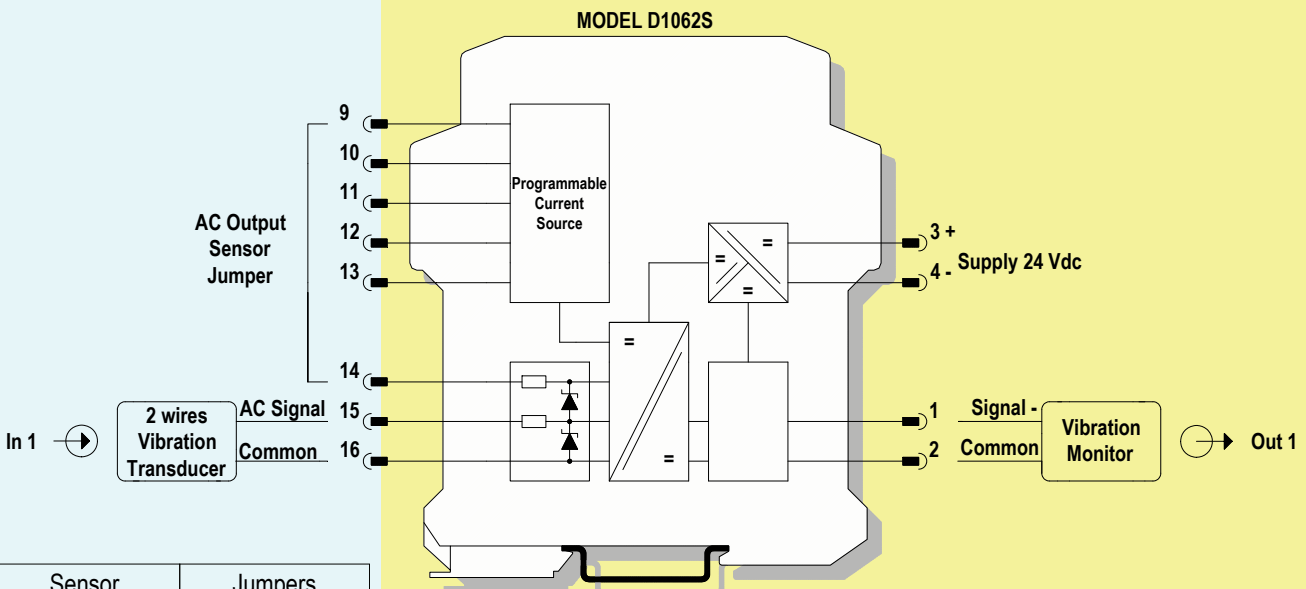 MODEL D1062S
9
10
11
12
13
14
15
16
AC Output
Sensor
Jumper
Programmable
Current
Source
=
=
=
=
=
3 +
4 -
Supply 24 Vdc
In 1
2 wires
Vibration
Transducer
AC Signal
Common
1
2
Signal -
Common
Vibration
Monitor
Out 1
Sensor
Jumpers